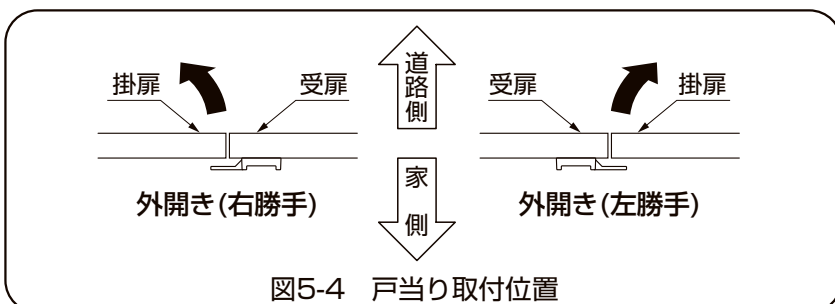 掛扉
受扉
外開き(右勝手)
道路側
家側
受扉
掛扉
外開き(左勝手)
図5-4 戸当り取付位置